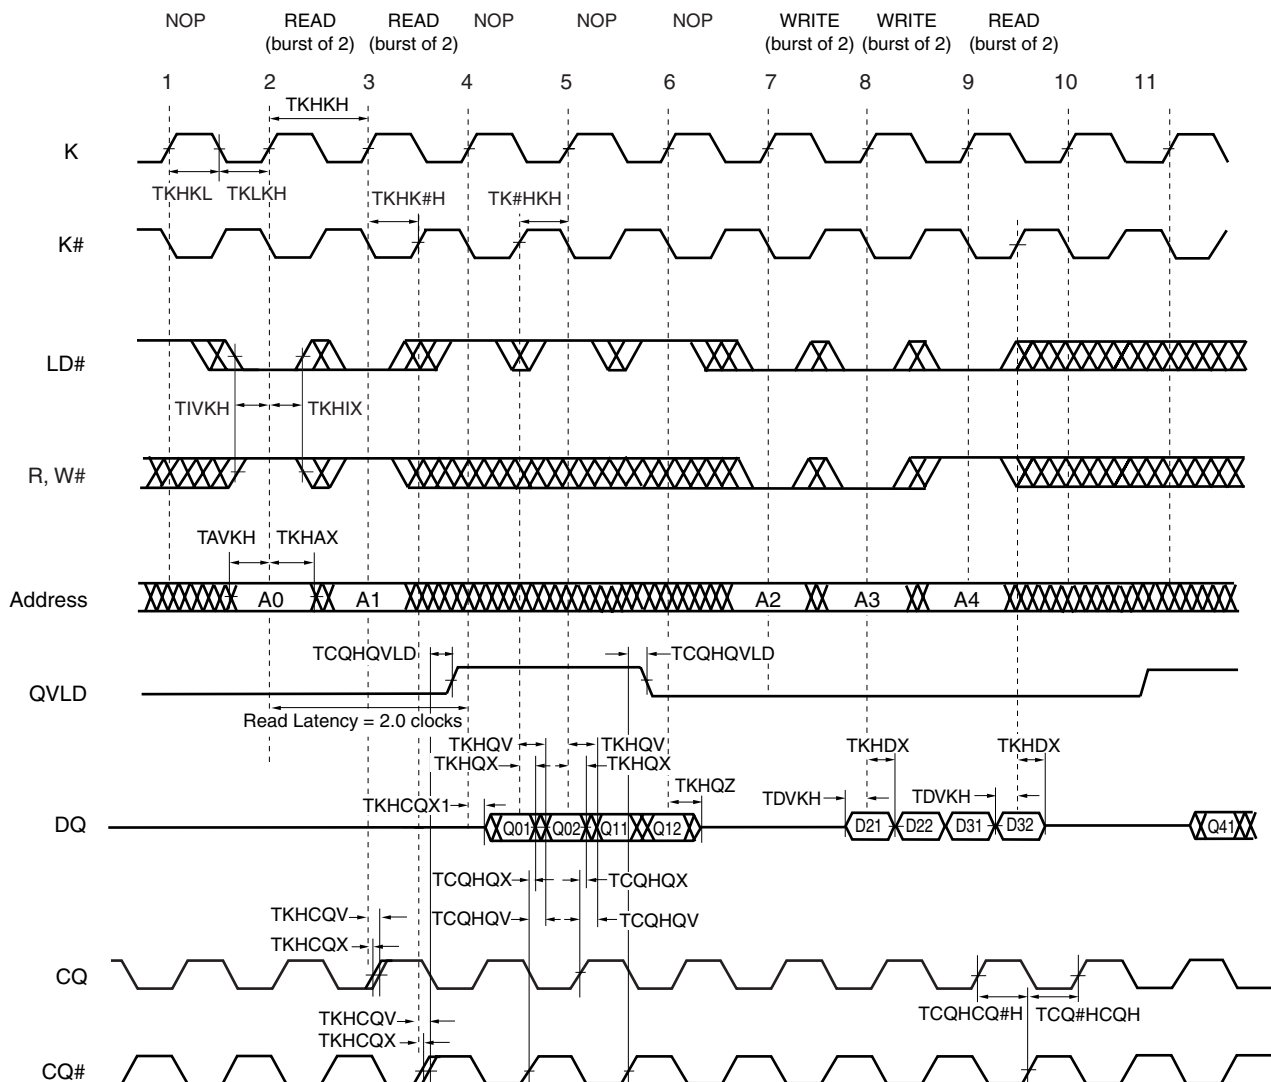 NOP READ READ NOP NOP NOP WRITE WRITE READ
(burst of 2) (burst of 2) (burst of 2) (burst of 2) (burst of 2)
1 2 3 4 5 6 7 8 9 10 11
TKHKH
K
TKHKL TKLKH TKHK#H TK#HKH
K#
LD#
TIVKH TKHIX
R, W#
TAVKH TKHAX
Address A0 A1 A2 A3 A4
TCQHQVLD TCQHQVLD
QVLD
Read Latency = 2.0 clocks
TKHQV TKHQV TKHDX TKHDX
TKHQX TKHQX
TKHQZ
TKHCQX1 TDVKH TDVKH
DQ Q01 Q02 Q11 Q12 D21 D22 D31 D32 Q41
TCQHQX TCQHQX
TKHCQV TCQHQV TCQHQV
TKHCQX
CQ
TKHCQV TCQHCQ#H TCQ#HCQH
TKHCQX
CQ#